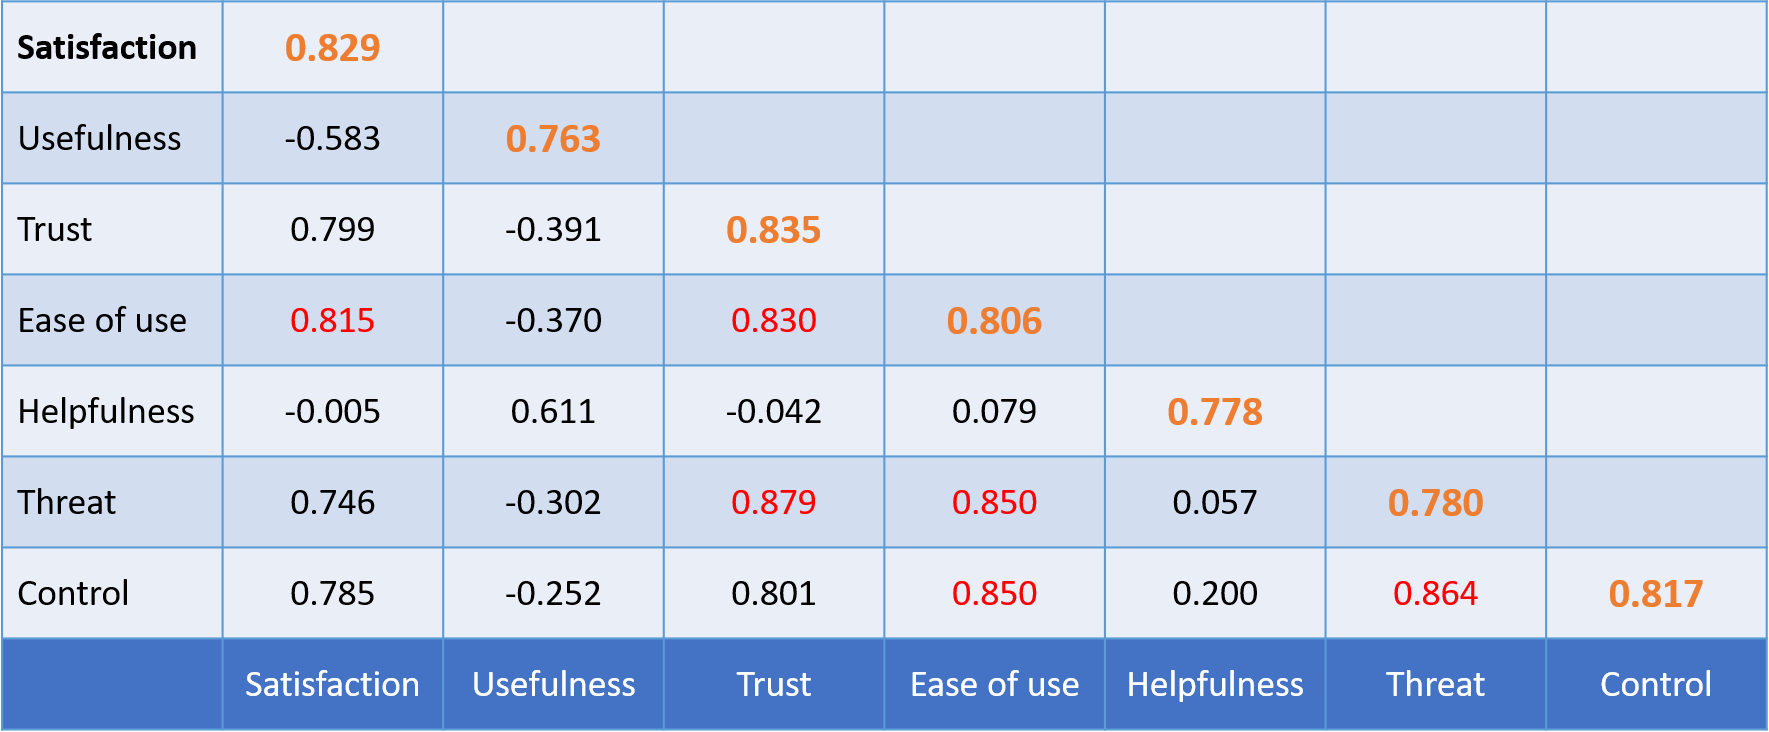 Satisfaction 0.829
Usefulness -0.583 0.763
Trust 0.799 -0.391 0.835
Ease of use 0.815 -0.370 0.830 0.806
Helpfulness -0.005 0.611 -0.042 0.079 0.778
Threat 0.746 -0.302 0.879 0.850 0.057 0.780
Control 0.785 -0.252 0.801 0.850 0.200 0.864 0.817
Satisfaction Usefulness Trust Ease of use Helpfulness Threat Control